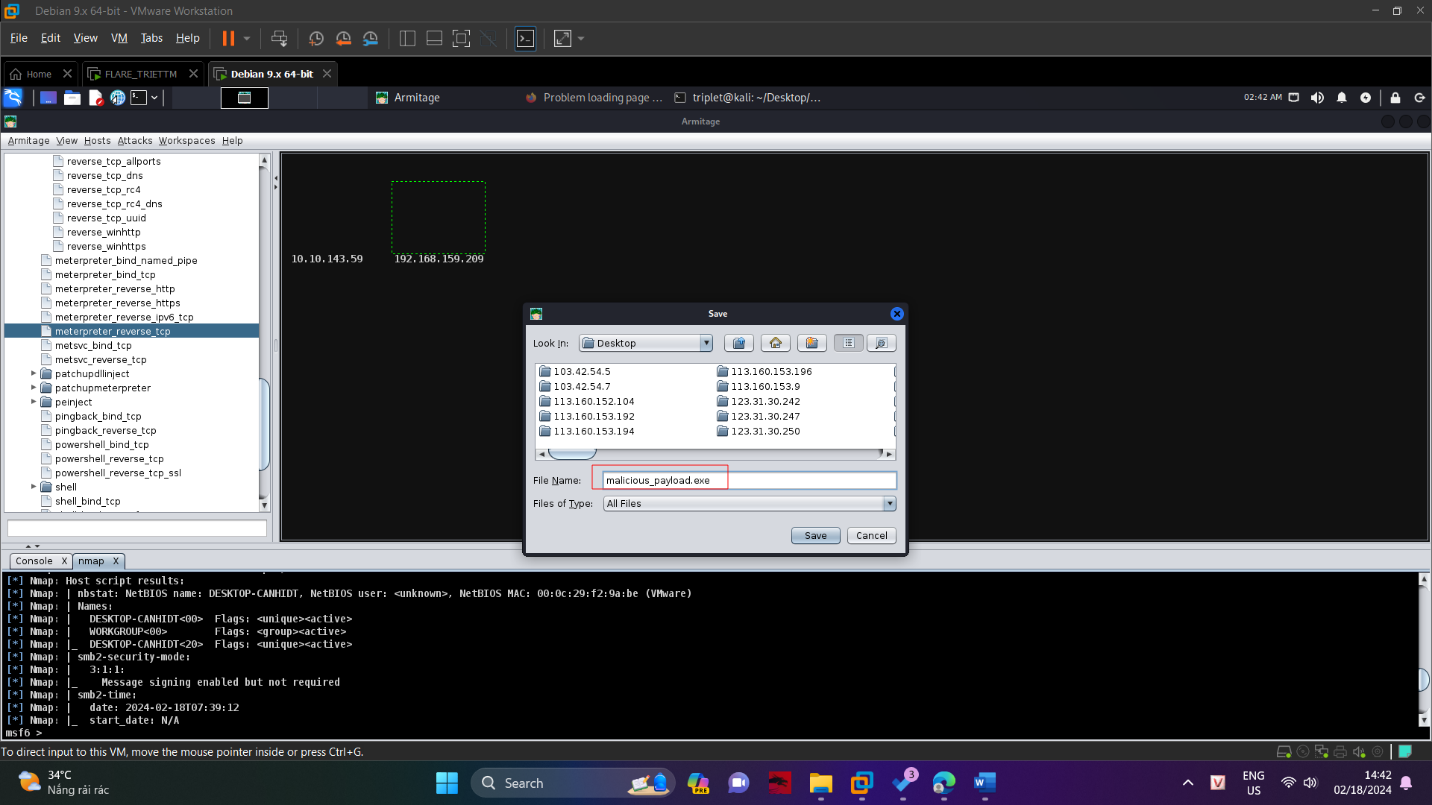 Debian 9.x 64-bit - VMware Workstation
File Edit View VM Tabs Help
Home FLARE_TRIETTM Debian 9.x 64-bit
Armitage Problem loading page ... triplet@kali: ~/Desktop/... 02:42 AM
Armitage
Armitage View Hosts Attacks Workspaces Help
reverse_tcp_allports
reverse_tcp_dns
reverse_tcp_rc4
reverse_tcp_rc4_dns
reverse_tcp_uuid
reverse_winhttp
reverse_winhttps
meterpreter_bind_named_pipe
meterpreter_bind_tcp
meterpreter_reverse_http
meterpreter_reverse_https
meterpreter_reverse_ipv6_tcp
meterpreter_reverse_tcp
metsvc_bind_tcp
metsvc_reverse_tcp
patchupdllinject
patchupmeterpreter
peinject
pingback_bind_tcp
pingback_reverse_tcp
powershell_bind_tcp
powershell_reverse_tcp
powershell_reverse_tcp_ssl
shell
shell_bind_tcp
10.10.143.59 192.168.159.209
Save
Look In: Desktop
103.42.54.5 113.160.153.196
103.42.54.7 113.160.153.9
113.160.152.104 123.31.30.242
113.160.153.192 123.31.30.247
113.160.153.194 123.31.30.250
File Name: malicious_payload.exe
Files of Type: All Files
Save Cancel
Console X nmap X
[*] Nmap: Host script results:
[*] Nmap: | nbstat: NetBIOS name: DESKTOP-CANHIDT, NetBIOS user: <unknown>, NetBIOS MAC: 00:0c:29:f2:9a:be (VMware)
[*] Nmap: | Names:
[*] Nmap: |   DESKTOP-CANHIDT<00>  Flags: <unique><active>
[*] Nmap: |   WORKGROUP<00>        Flags: <group><active>
[*] Nmap: |_  DESKTOP-CANHIDT<20>  Flags: <unique><active>
[*] Nmap: | smb2-security-mode:
[*] Nmap: |   3:1:1:
[*] Nmap: |_    Message signing enabled but not required
[*] Nmap: | smb2-time:
[*] Nmap: |   date: 2024-02-18T07:39:12
[*] Nmap: |_  start_date: N/A
msf6 >
To direct input to this VM, move the mouse pointer inside or press Ctrl+G.
34°C
Nắng rải rác
Search
PRE
3
V
ENG
US
14:42
02/18/2024